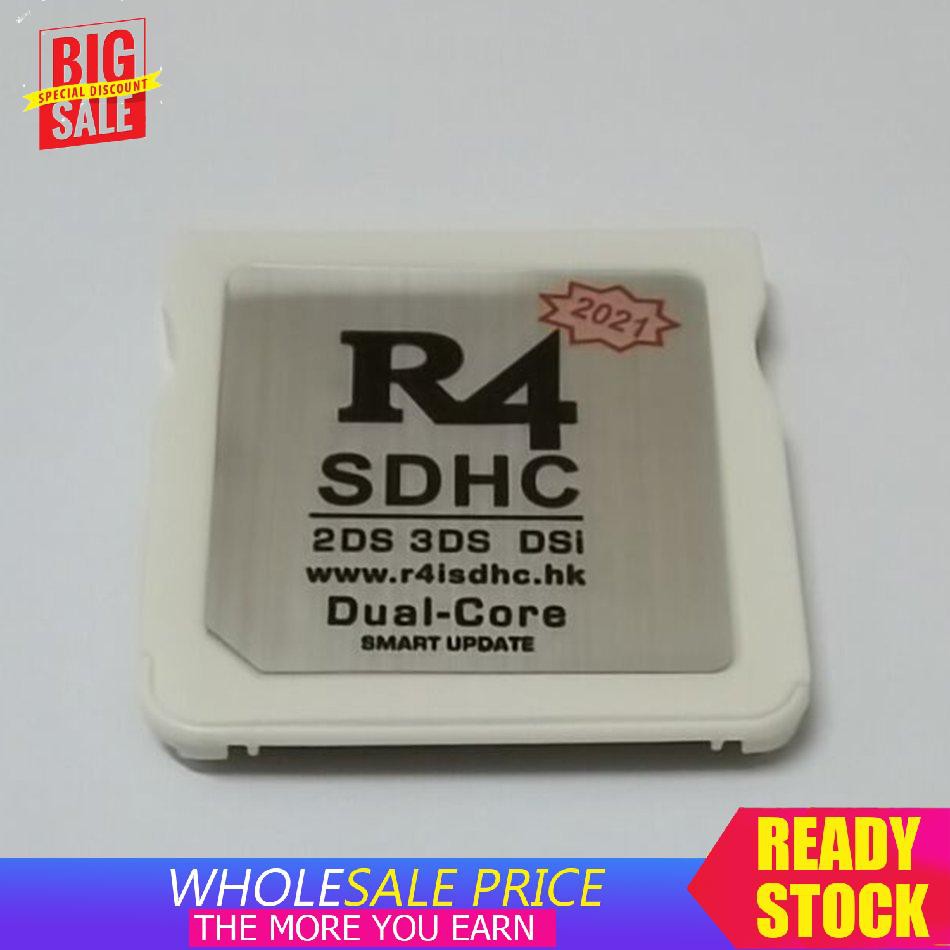 BIG
SPECIAL DISCOUNT
SALE
2021
R4
SDHC
2DS 3DS DSi
www.r4isdhc.hk
Dual-Core
SMART UPDATE
READY
STOCK
WHOLESALE PRICE
THE MORE YOU EARN